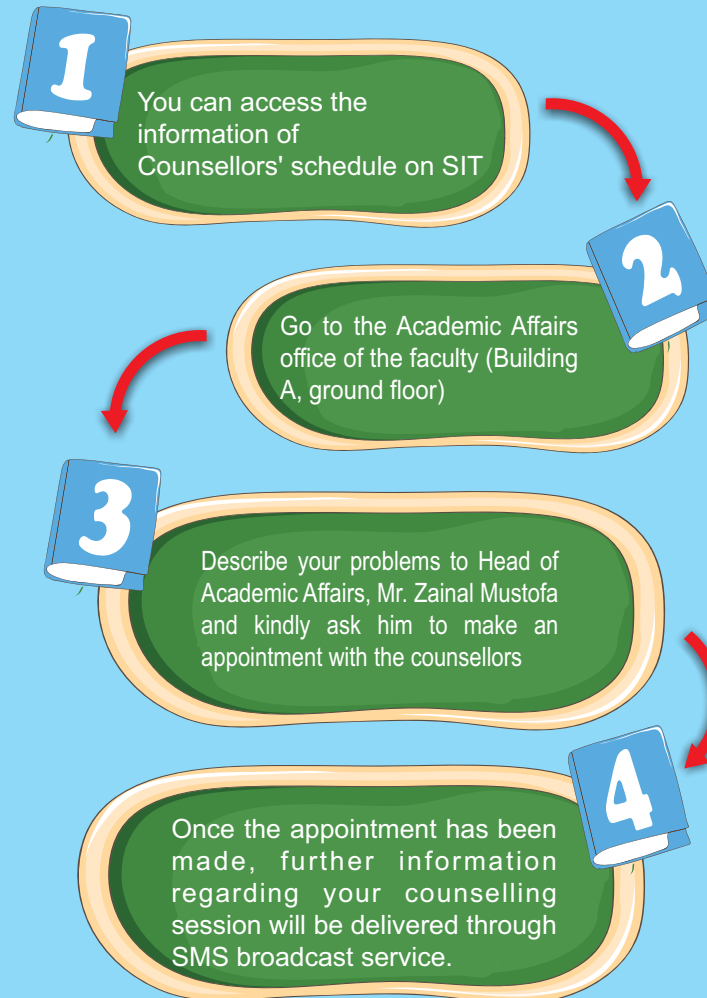 1
You can access the
information of
Counsellors' schedule on SIT
2
Go to the Academic Affairs
office of the faculty (Building
A, ground floor)
3
Describe your problems to Head of
Academic Affairs, Mr. Zainal Mustofa
and kindly ask him to make an
appointment with the counsellors
4
Once the appointment has been
made, further information
regarding your counselling
session will be delivered through
SMS broadcast service.